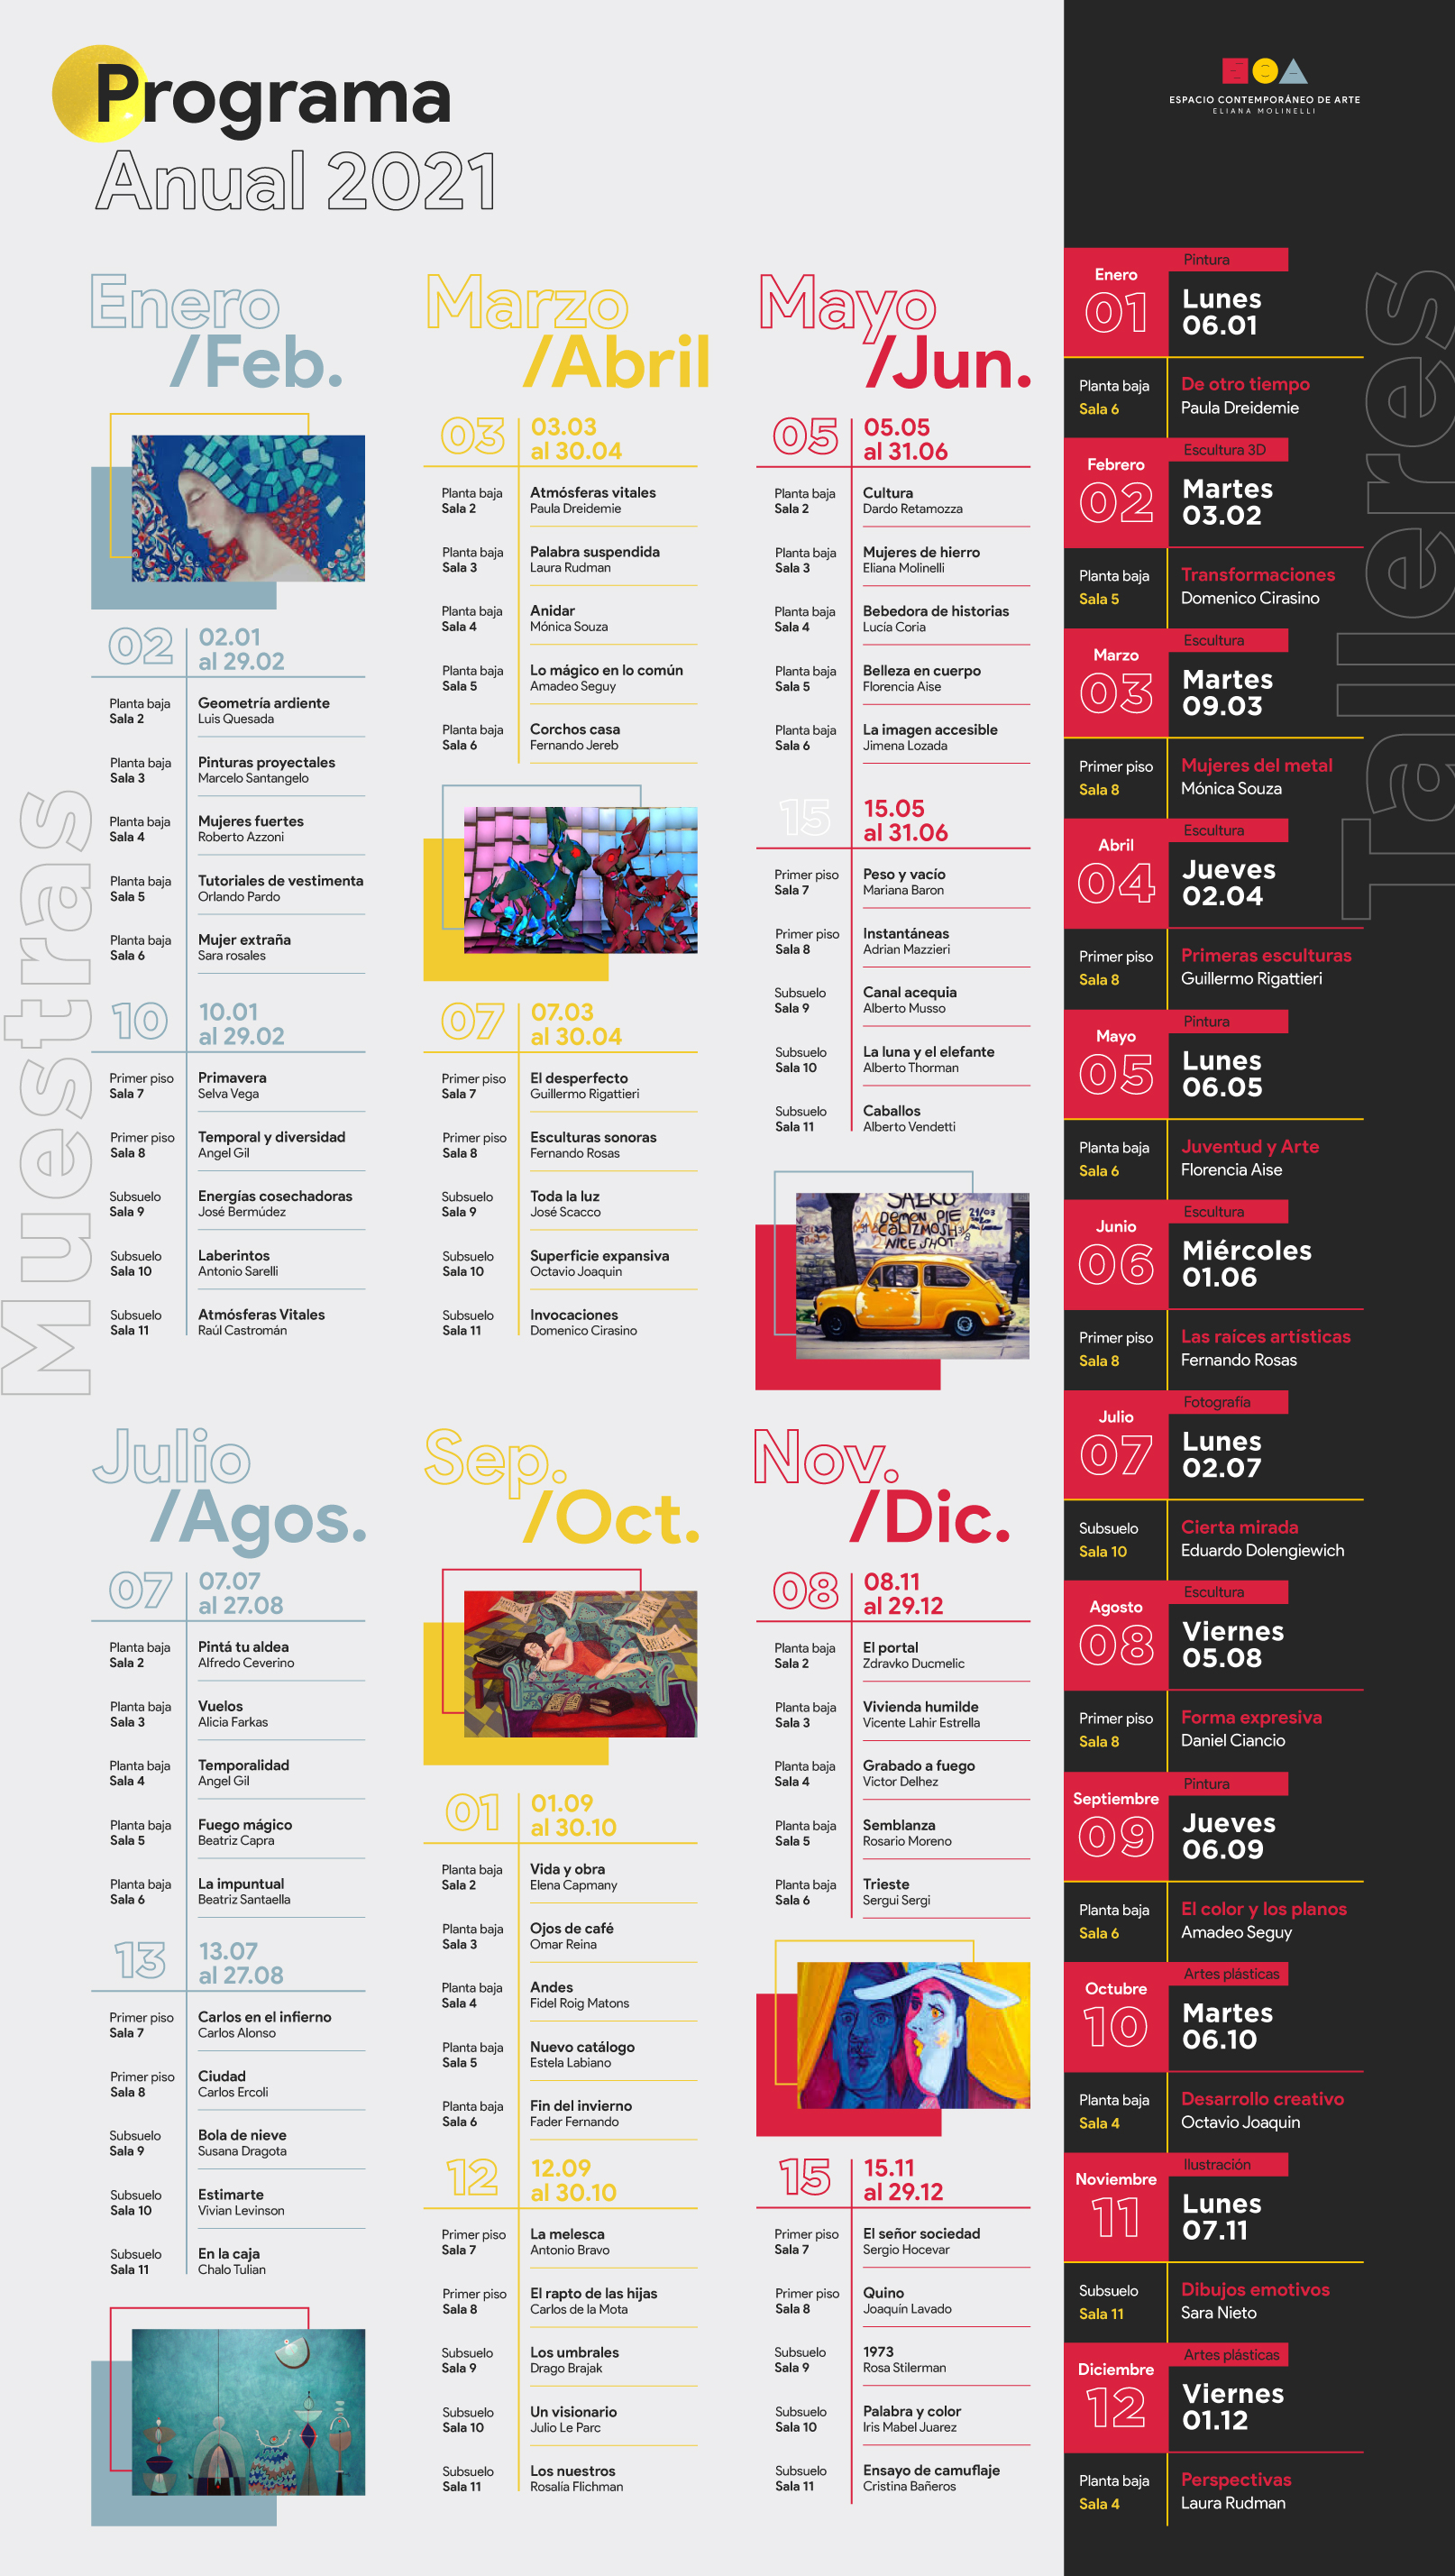 Programa
Anual 2021
Muestras
Enero
/Feb.
02
02.01
al 29.02
Planta baja
Sala 2
Geometría ardiente
Luis Quesada
Planta baja
Sala 3
Pinturas proyectales
Marcelo Santangelo
Planta baja
Sala 4
Mujeres fuertes
Roberto Azzoni
Planta baja
Sala 5
Tutoriales de vestimenta
Orlando Pardo
Planta baja
Sala 6
Mujer extraña
Sara rosales
10
10.01
al 29.02
Primer piso
Sala 7
Primavera
Selva Vega
Primer piso
Sala 8
Temporal y diversidad
Angel Gil
Subsuelo
Sala 9
Energías cosechadoras
José Bermúdez
Subsuelo
Sala 10
Laberintos
Antonio Sarelli
Subsuelo
Sala 11
Atmósferas Vitales
Raúl Castromán
Marzo
/Abril
03
03.03
al 30.04
Planta baja
Sala 2
Atmósferas vitales
Paula Dreidemie
Planta baja
Sala 3
Palabra suspendida
Laura Rudman
Planta baja
Sala 4
Anidar
Mónica Souza
Planta baja
Sala 5
Lo mágico en lo común
Amadeo Seguy
Planta baja
Sala 6
Corchos casa
Fernando Jereb
07
07.03
al 30.04
Primer piso
Sala 7
El desperfecto
Guillermo Rigattieri
Primer piso
Sala 8
Esculturas sonoras
Fernando Rosas
Subsuelo
Sala 9
Toda la luz
José Scacco
Subsuelo
Sala 10
Superficie expansiva
Octavio Joaquin
Subsuelo
Sala 11
Invocaciones
Domenico Cirasino
Mayo
/Jun.
05
05.05
al 31.06
Planta baja
Sala 2
Cultura
Dardo Retamozza
Planta baja
Sala 3
Mujeres de hierro
Eliana Molinelli
Planta baja
Sala 4
Bebedora de historias
Lucía Coria
Planta baja
Sala 5
Belleza en cuerpo
Florencia Aise
Planta baja
Sala 6
La imagen accesible
Jimena Lozada
15
15.05
al 31.06
Primer piso
Sala 7
Peso y vacío
Mariana Baron
Primer piso
Sala 8
Instantáneas
Adrian Mazzieri
Subsuelo
Sala 9
Canal acequia
Alberto Musso
Subsuelo
Sala 10
La luna y el elefante
Alberto Thorman
Subsuelo
Sala 11
Caballos
Alberto Vendetti
SAIKO
DEMON PIE
COLIZMOSH
NICE SHOT
21/03
Julio
/Agos.
07
07.07
al 27.08
Planta baja
Sala 2
Pintá tu aldea
Alfredo Ceverino
Planta baja
Sala 3
Vuelos
Alicia Farkas
Planta baja
Sala 4
Temporalidad
Angel Gil
Planta baja
Sala 5
Fuego mágico
Beatriz Capra
Planta baja
Sala 6
La impuntual
Beatriz Santaella
13
13.07
al 27.08
Primer piso
Sala 7
Carlos en el infierno
Carlos Alonso
Primer piso
Sala 8
Ciudad
Carlos Ercoli
Subsuelo
Sala 9
Bola de nieve
Susana Dragota
Subsuelo
Sala 10
Estimarte
Vivian Levinson
Subsuelo
Sala 11
En la caja
Chalo Tulian
Sep.
/Oct.
01
01.09
al 30.10
Planta baja
Sala 2
Vida y obra
Elena Capmany
Planta baja
Sala 3
Ojos de café
Omar Reina
Planta baja
Sala 4
Andes
Fidel Roig Matons
Planta baja
Sala 5
Nuevo catálogo
Estela Labiano
Planta baja
Sala 6
Fin del invierno
Fader Fernando
12
12.09
al 30.10
Primer piso
Sala 7
La melesca
Antonio Bravo
Primer piso
Sala 8
El rapto de las hijas
Carlos de la Mota
Subsuelo
Sala 9
Los umbrales
Drago Brajak
Subsuelo
Sala 10
Un visionario
Julio Le Parc
Subsuelo
Sala 11
Los nuestros
Rosalía Flichman
Nov.
/Dic.
08
08.11
al 29.12
Planta baja
Sala 2
El portal
Zdravko Ducmelic
Planta baja
Sala 3
Vivienda humilde
Vicente Lahir Estrella
Planta baja
Sala 4
Grabado a fuego
Victor Delhez
Planta baja
Sala 5
Semblanza
Rosario Moreno
Planta baja
Sala 6
Trieste
Sergui Sergi
15
15.11
al 29.12
Primer piso
Sala 7
El señor sociedad
Sergio Hocevar
Primer piso
Sala 8
Quino
Joaquín Lavado
Subsuelo
Sala 9
1973
Rosa Stilerman
Subsuelo
Sala 10
Palabra y color
Iris Mabel Juarez
Subsuelo
Sala 11
Ensayo de camuflaje
Cristina Bañeros
ECA
ESPACIO CONTEMPORÁNEO DE ARTE
ELIANA MOLINELLI
Talleres
Enero
01
Pintura
Lunes
06.01
Planta baja
Sala 6
De otro tiempo
Paula Dreidemie
Febrero
02
Escultura 3D
Martes
03.02
Planta baja
Sala 5
Transformaciones
Domenico Cirasino
Marzo
03
Escultura
Martes
09.03
Primer piso
Sala 8
Mujeres del metal
Mónica Souza
Abril
04
Escultura
Jueves
02.04
Primer piso
Sala 8
Primeras esculturas
Guillermo Rigattieri
Mayo
05
Pintura
Lunes
06.05
Planta baja
Sala 6
Juventud y Arte
Florencia Aise
Junio
06
Escultura
Miércoles
01.06
Primer piso
Sala 8
Las raíces artísticas
Fernando Rosas
Julio
07
Fotografía
Lunes
02.07
Subsuelo
Sala 10
Cierta mirada
Eduardo Dolengiewich
Agosto
08
Escultura
Viernes
05.08
Primer piso
Sala 8
Forma expresiva
Daniel Ciancio
Septiembre
09
Pintura
Jueves
06.09
Planta baja
Sala 6
El color y los planos
Amadeo Seguy
Octubre
10
Artes plásticas
Martes
06.10
Planta baja
Sala 4
Desarrollo creativo
Octavio Joaquin
Noviembre
11
Ilustración
Lunes
07.11
Subsuelo
Sala 11
Dibujos emotivos
Sara Nieto
Diciembre
12
Artes plásticas
Viernes
01.12
Planta baja
Sala 4
Perspectivas
Laura Rudman